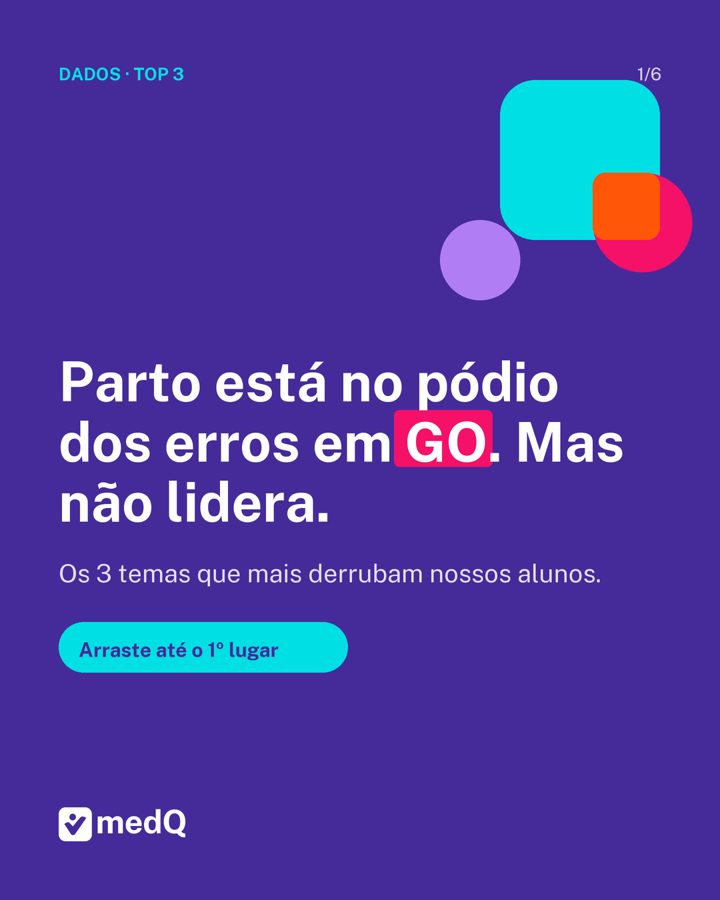 DADOS · TOP 3
1/6
Parto está no pódio
dos erros em GO. Mas
não lidera.
Os 3 temas que mais derrubam nossos alunos.
Arraste até o 1º lugar
medQ